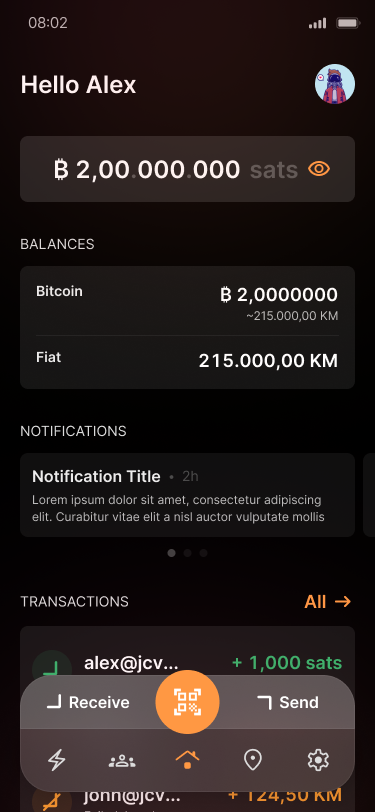 08:02
Hello Alex
₿ 2,00.000.000 sats
BALANCES
Bitcoin
₿ 2,0000000
~215.000,00 KM
Fiat
215.000,00 KM
NOTIFICATIONS
Notification Title • 2h
Lorem ipsum dolor sit amet, consectetur adipiscing
elit. Curabitur vitae elit a nisl auctor vulputate mollis
TRANSACTIONS
All →
alex@jcv...
+ 1,000 sats
Receive
Send
john@jcv...
+ 124,50 KM